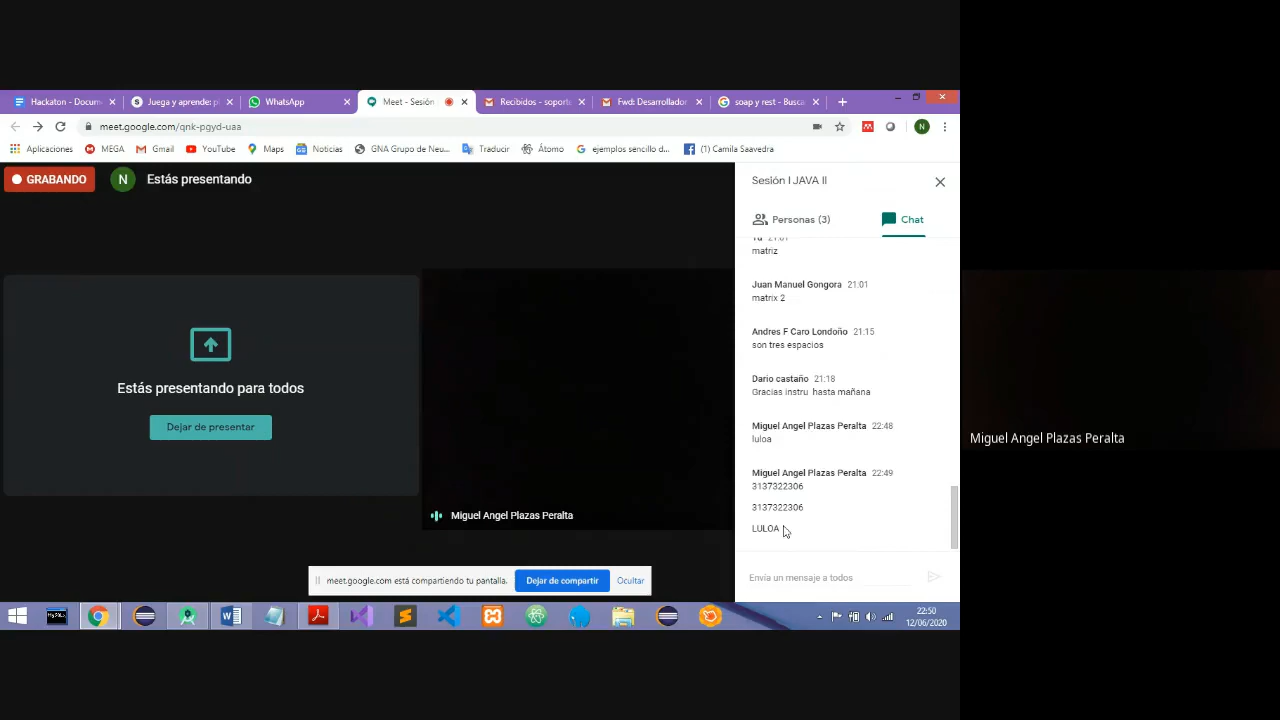 Hackaton - Docum
Juega y aprende: pl
WhatsApp
Meet - Sesión
Recibidos - soporte
Fwd: Desarrollador
soap y rest - Busca
(1) Camila Saavedra
meet.google.com/qnk-pgyd-uaa
N
Aplicaciones
MEGA
Gmail
YouTube
Maps
Noticias
GNA Grupo de Neu...
Traducir
Átomo
ejemplos sencillo d...
GRABANDO
N
Estás presentando
Sesión I JAVA II
Personas (3)
Chat
21:01
matriz
Juan Manuel Gongora 21:01
matrix 2
Andres F Caro Londoño 21:15
son tres espacios
Dario castaño 21:18
Gracias instru hasta mañana
Miguel Angel Plazas Peralta 22:48
luloa
Miguel Angel Plazas Peralta 22:49
3137322306
3137322306
LULOA
Estás presentando para todos
Dejar de presentar
Miguel Angel Plazas Peralta
Miguel Angel Plazas Peralta
meet.google.com está compartiendo tu pantalla.
Dejar de compartir
Ocultar
Envía un mensaje a todos
22:50
12/06/2020